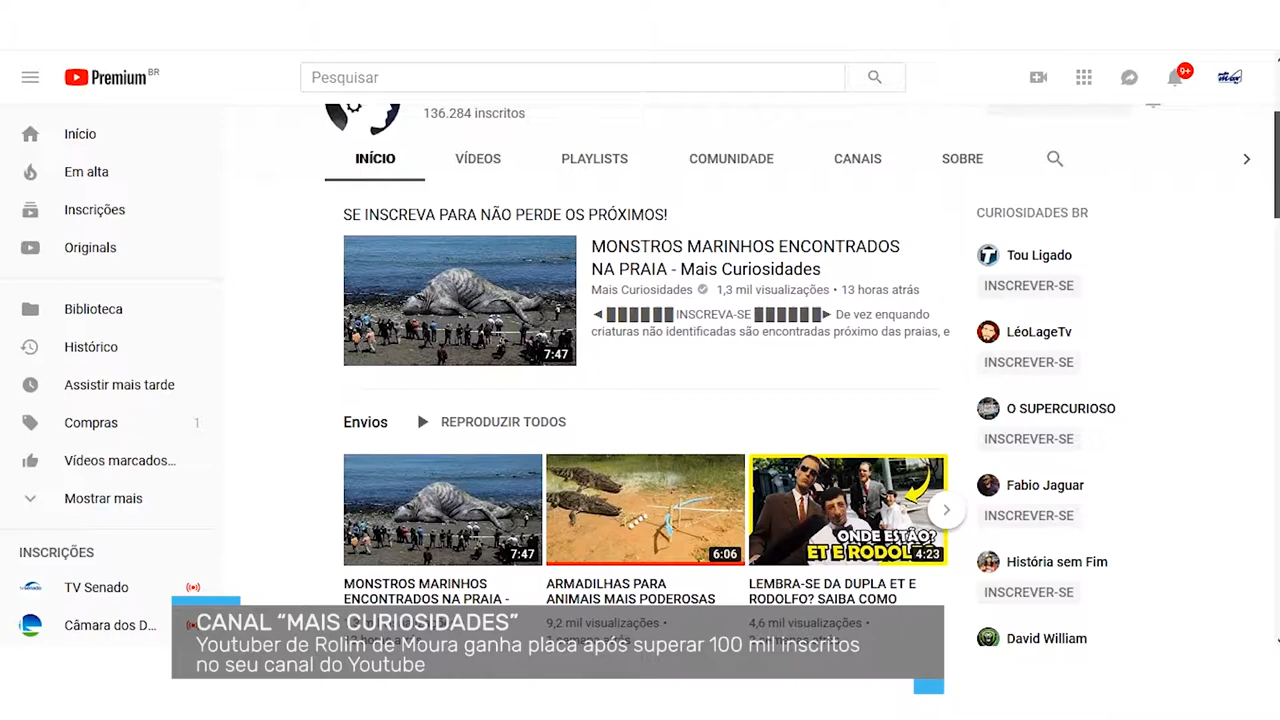 Premium BR
Pesquisar
9+
136.284 inscritos
Início
Em alta
Inscrições
Originals
Biblioteca
Histórico
Assistir mais tarde
Compras 1
Vídeos marcados...
Mostrar mais
INSCRIÇÕES
TV Senado
Câmara dos D...
INÍCIO VÍDEOS PLAYLISTS COMUNIDADE CANAIS SOBRE
SE INSCREVA PARA NÃO PERDE OS PRÓXIMOS!
7:47
MONSTROS MARINHOS ENCONTRADOS
NA PRAIA - Mais Curiosidades
Mais Curiosidades 1,3 mil visualizações • 13 horas atrás
◄ ██████ INSCREVA-SE ██████► De vez enquando
criaturas não identificadas são encontradas próximo das praias, e
Envios REPRODUZIR TODOS
7:47
MONSTROS MARINHOS
ENCONTRADOS NA PRAIA -
6:06
ARMADILHAS PARA
ANIMAIS MAIS PODEROSAS
9,2 mil visualizações •
ONDE ESTÃO?
ET E RODOL
4:23
LEMBRA-SE DA DUPLA ET E
RODOLFO? SAIBA COMO
4,6 mil visualizações •
CURIOSIDADES BR
Tou Ligado
INSCREVER-SE
LéoLageTv
INSCREVER-SE
O SUPERCURIOSO
INSCREVER-SE
Fabio Jaguar
INSCREVER-SE
História sem Fim
INSCREVER-SE
David William
CANAL “MAIS CURIOSIDADES”
Youtuber de Rolim de Moura ganha placa após superar 100 mil inscritos
no seu canal do Youtube